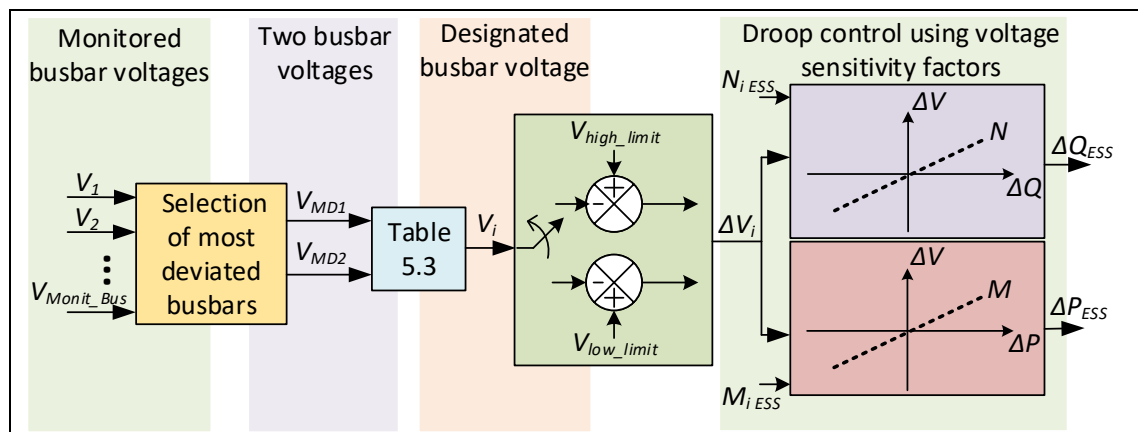 Monitored
busbar voltages
Two busbar
voltages
Designated
busbar voltage
Droop control using voltage
sensitivity factors
V1
V2
VMonit_Bus
Selection
of most
deviated
busbars
VMD1
VMD2
Table
5.3
Vi
Vhigh_limit
+
-
-
+
Vlow_limit
ΔVi
Ni ESS
ΔV
N
ΔQ
ΔQESS
ΔV
M
ΔP
ΔPESS
Mi ESS